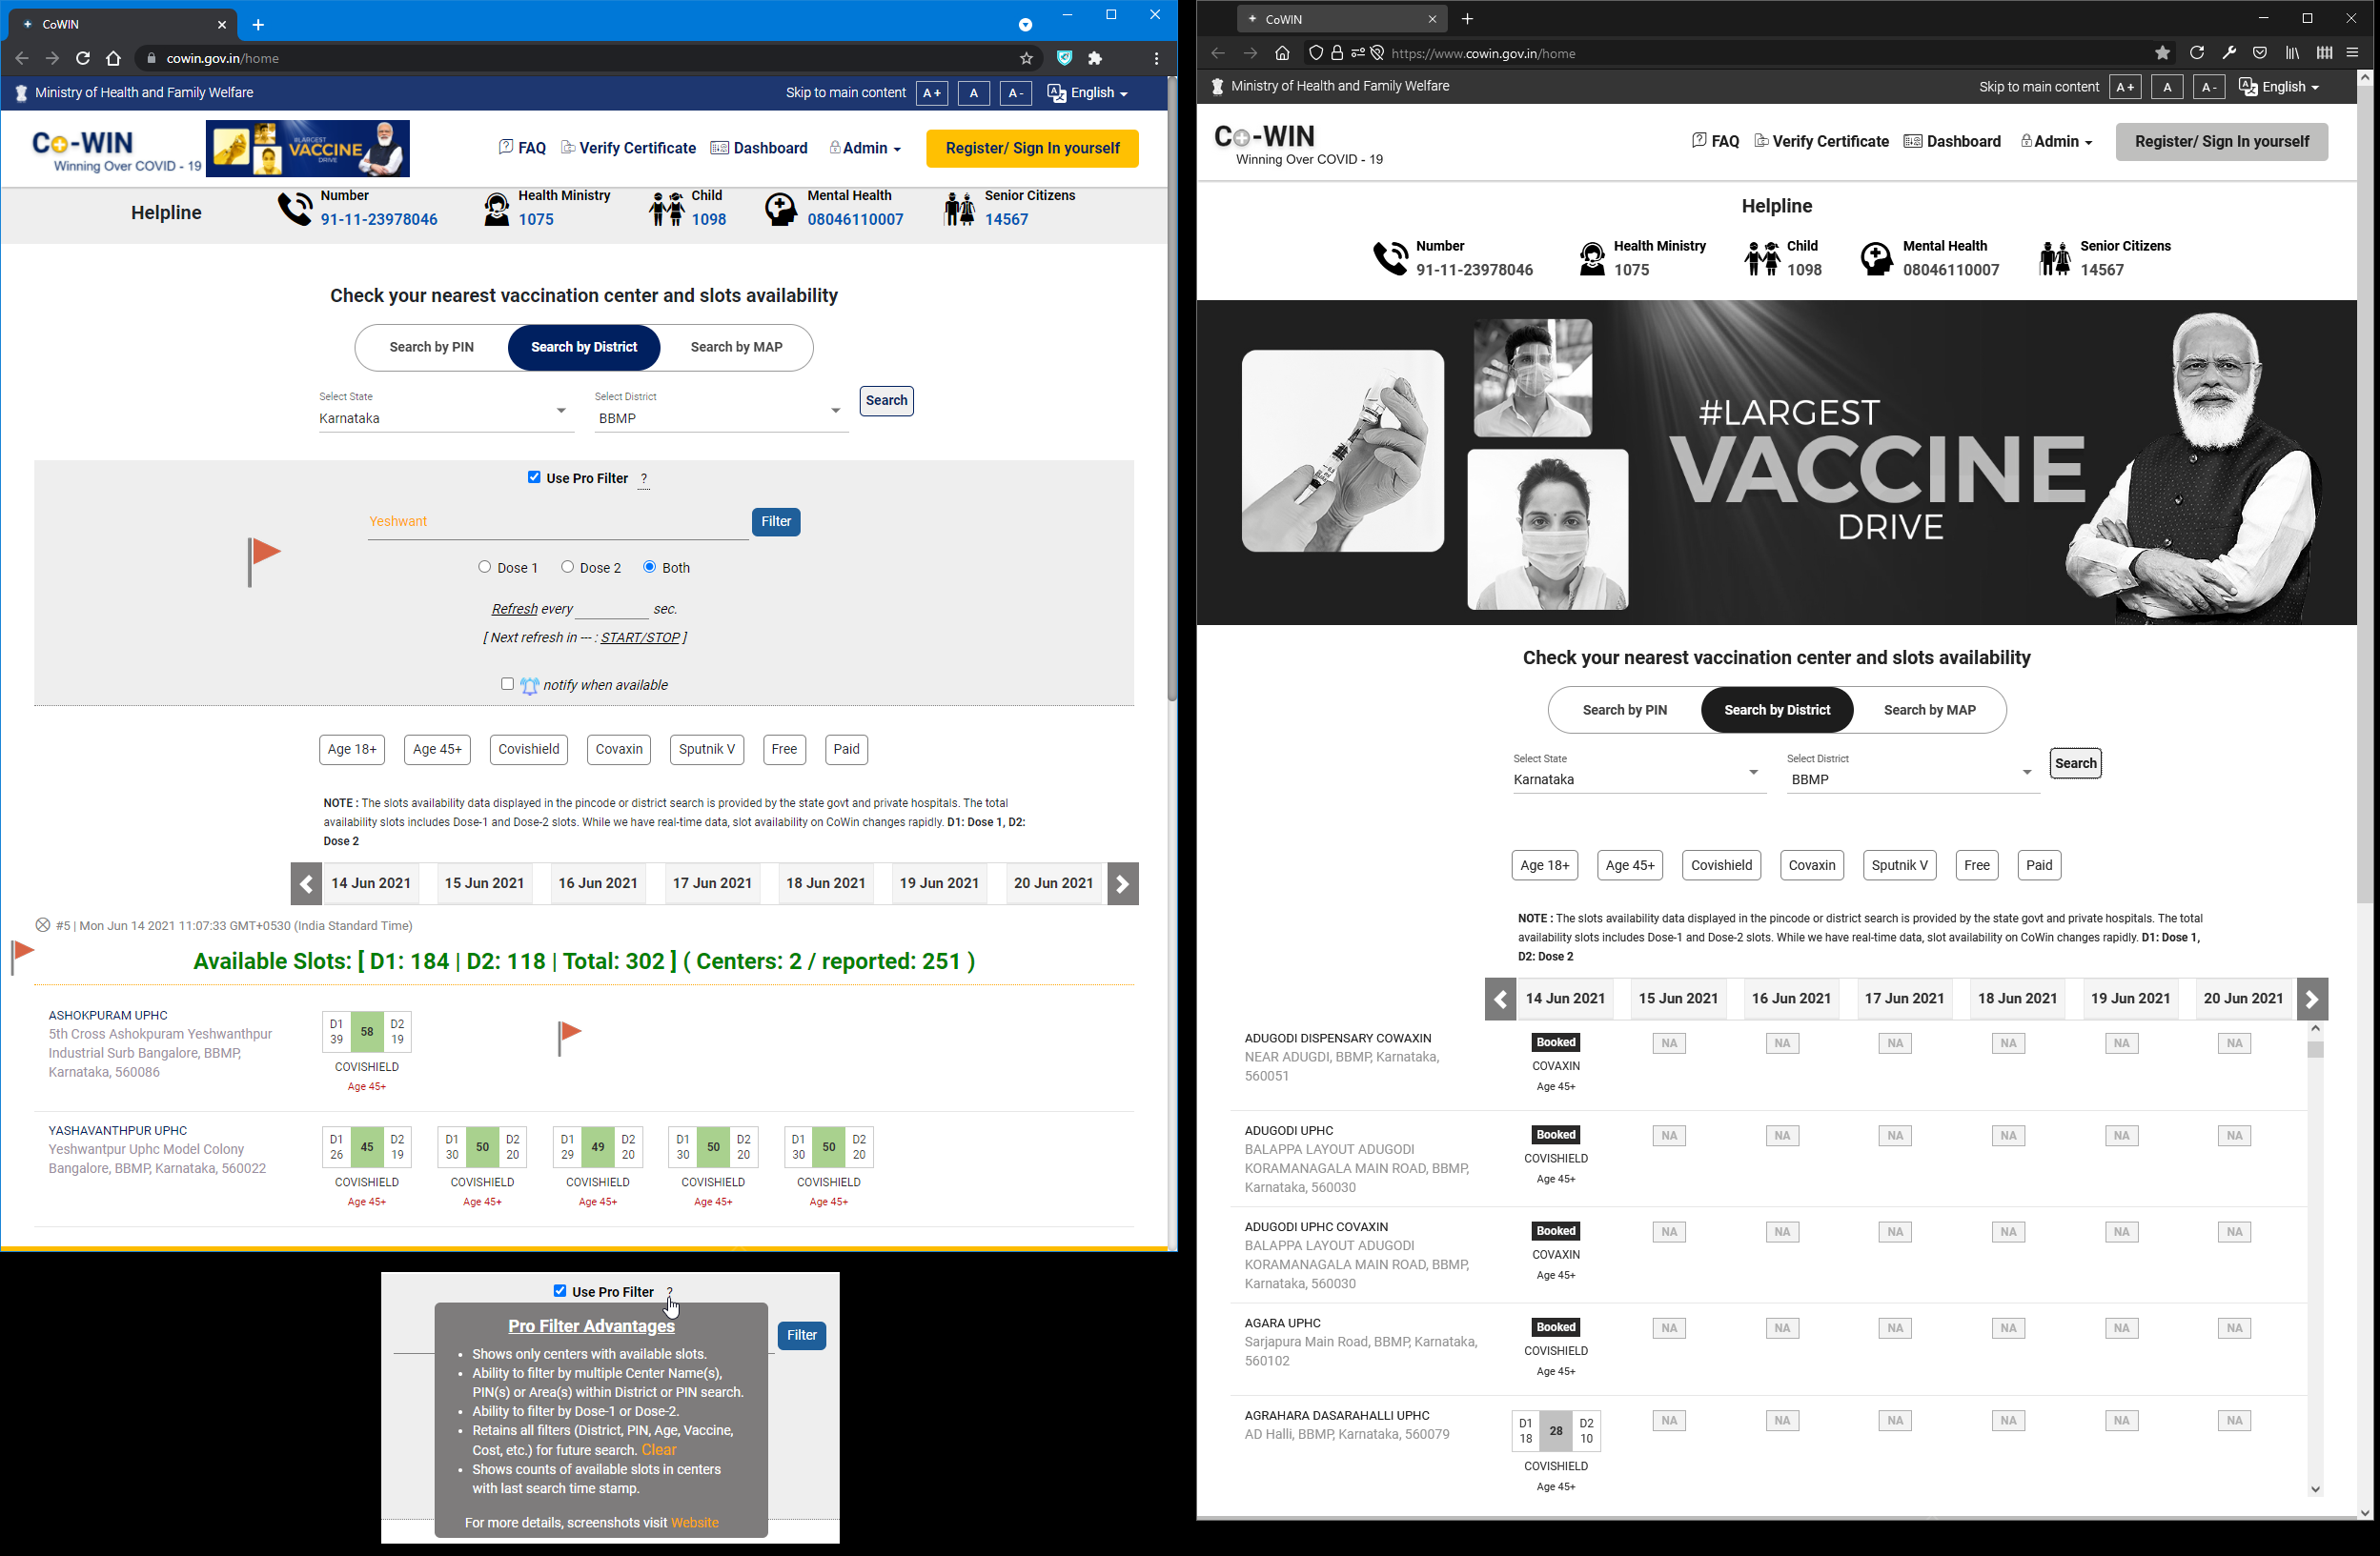 CoWIN
cowin.gov.in/home
Ministry of Health and Family Welfare
Skip to main content A + A A - English
Co-WIN
Winning Over COVID - 19
#LARGEST
VACCINE
DRIVE
FAQ Verify Certificate Dashboard Admin Register/ Sign In yourself
Helpline
Number
91-11-23978046
Health Ministry
1075
Child
1098
Mental Health
08046110007
Senior Citizens
14567
Check your nearest vaccination center and slots availability
Search by PIN Search by District Search by MAP
Select State
Karnataka
Select District
BBMP
Search
Use Pro Filter ?
Yeshwant Filter
Dose 1 Dose 2 Both
Refresh every sec.
[ Next refresh in --- : START/STOP ]
notify when available
Age 18+ Age 45+ Covishield Covaxin Sputnik V Free Paid
NOTE : The slots availability data displayed in the pincode or district search is provided by the state govt and private hospitals. The total
availability slots includes Dose-1 and Dose-2 slots. While we have real-time data, slot availability on CoWin changes rapidly. D1: Dose 1, D2:
Dose 2
14 Jun 2021 15 Jun 2021 16 Jun 2021 17 Jun 2021 18 Jun 2021 19 Jun 2021 20 Jun 2021
#5 | Mon Jun 14 2021 11:07:33 GMT+0530 (India Standard Time)
Available Slots: [ D1: 184 | D2: 118 | Total: 302 ] ( Centers: 2 / reported: 251 )
ASHOKPURAM UPHC
5th Cross Ashokpuram Yeshwanthpur
Industrial Surb Bangalore, BBMP,
Karnataka, 560086
D1 39 58 D2 19
COVISHIELD
Age 45+
YASHAVANTHPUR UPHC
Yeshwantpur Uphc Model Colony
Bangalore, BBMP, Karnataka, 560022
D1 26 45 D2 19 D1 30 50 D2 20 D1 29 49 D2 20 D1 30 50 D2 20 D1 30 50 D2 20
COVISHIELD COVISHIELD COVISHIELD COVISHIELD COVISHIELD
Age 45+ Age 45+ Age 45+ Age 45+ Age 45+
Use Pro Filter ?
Filter
Pro Filter Advantages
• Shows only centers with available slots.
• Ability to filter by multiple Center Name(s),
PIN(s) or Area(s) within District or PIN search.
• Ability to filter by Dose-1 or Dose-2.
• Retains all filters (District, PIN, Age, Vaccine,
Cost, etc.) for future search. Clear
• Shows counts of available slots in centers
with last search time stamp.
For more details, screenshots visit Website
CoWIN
https://www.cowin.gov.in/home
Ministry of Health and Family Welfare
Skip to main content A + A A - English
Co-WIN
Winning Over COVID - 19
FAQ Verify Certificate Dashboard Admin Register/ Sign In yourself
Helpline
Number
91-11-23978046
Health Ministry
1075
Child
1098
Mental Health
08046110007
Senior Citizens
14567
#LARGEST
VACCINE
DRIVE
Check your nearest vaccination center and slots availability
Search by PIN Search by District Search by MAP
Select State
Karnataka
Select District
BBMP
Search
Age 18+ Age 45+ Covishield Covaxin Sputnik V Free Paid
NOTE : The slots availability data displayed in the pincode or district search is provided by the state govt and private hospitals. The total
availability slots includes Dose-1 and Dose-2 slots. While we have real-time data, slot availability on CoWin changes rapidly. D1: Dose 1,
D2: Dose 2
14 Jun 2021 15 Jun 2021 16 Jun 2021 17 Jun 2021 18 Jun 2021 19 Jun 2021 20 Jun 2021
ADUGODI DISPENSARY COWAXIN
NEAR ADUGDI, BBMP, Karnataka,
560051
Booked NA NA NA NA NA NA
COVAXIN
Age 45+
ADUGODI UPHC
BALAPPA LAYOUT ADUGODI
KORAMANAGALA MAIN ROAD, BBMP,
Karnataka, 560030
Booked NA NA NA NA NA NA
COVISHIELD
Age 45+
ADUGODI UPHC COVAXIN
BALAPPA LAYOUT ADUGODI
KORAMANAGALA MAIN ROAD, BBMP,
Karnataka, 560030
Booked NA NA NA NA NA NA
COVAXIN
Age 45+
AGARA UPHC
Sarjapura Main Road, BBMP, Karnataka,
560102
Booked NA NA NA NA NA NA
COVISHIELD
Age 45+
AGRAHARA DASARAHALLI UPHC
AD Halli, BBMP, Karnataka, 560079
D1 18 28 D2 10 NA NA NA NA NA NA
COVISHIELD
Age 45+